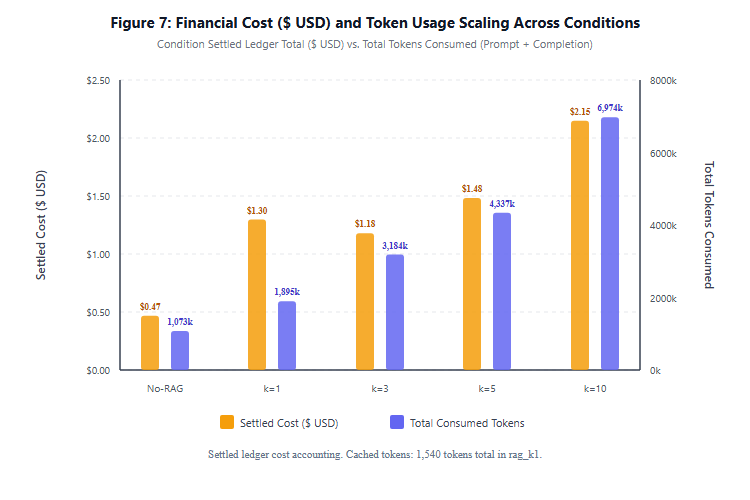 Figure 7: Financial Cost ($ USD) and Token Usage Scaling Across Conditions
Condition Settled Ledger Total ($ USD) vs. Total Tokens Consumed (Prompt + Completion)
Settled Cost ($ USD)
$2.50
$2.00
$1.50
$1.00
$0.50
$0.00
$0.47
1,073k
$1.30
1,895k
$1.18
3,184k
$1.48
4,337k
$2.15
6,974k
8000k
6000k
4000k
2000k
0k
Total Tokens Consumed
No-RAG
k=1
k=3
k=5
k=10
Settled Cost ($ USD)
Total Consumed Tokens
Settled ledger cost accounting. Cached tokens: 1,540 tokens total in rag_k1.